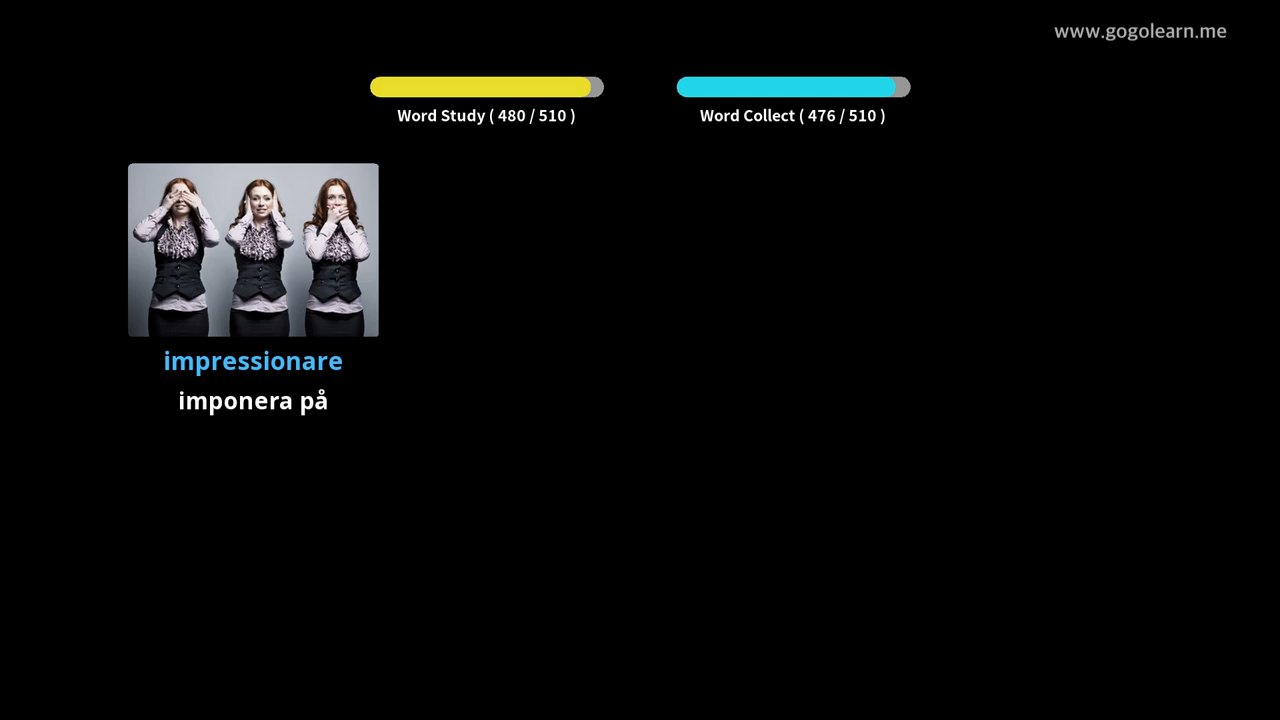 www.gogolearn.me
Word Study ( 480 / 510 )
Word Collect ( 476 / 510 )
impressionare
imponera på